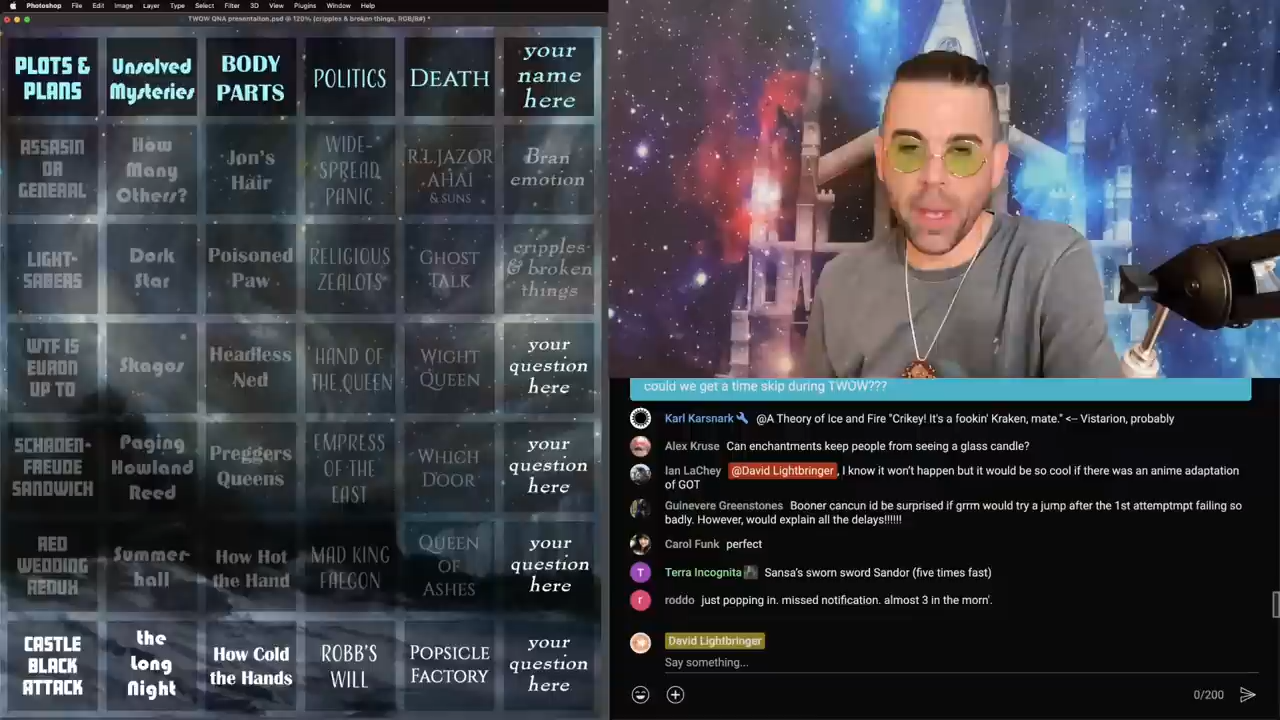 Photoshop File Edit Image Layer Type Select Filter 3D View Plugins Window Help
TWOW QNA presentaiton.psd @ 120% (cripples & broken things, RGB/8#) *
PLOTS &
PLANS
Unsolved
Mysteries
BODY
PARTS
POLITICS
DEATH
your
name
here
ASSASIN
OR
GENERAL
How
Many
Others?
Jon's
Hair
WIDE-
SPREAD
PANIC
R.L.JAZOR
AHAI
& SUNS
Bran
emotion
LIGHT-
SABERS
Dark
Star
Poisoned
Paw
RELIGIOUS
ZEALOTS
GHOST
TALK
cripples
& broken
things
WTF IS
EURON
UP TO
Skagos
Headless
Ned
HAND OF
THE QUEEN
WIGHT
QUEEN
your
question
here
SCHADEN-
FREUDE
SANDWICH
Paging
Howland
Reed
Preggers
Queens
EMPRESS
OF THE
EAST
WHICH
D'OOR
your
question
here
RED
WEDDING
REDUX
Summer-
hall
How Hot
the Hand
MAD KING
FAEGON
QUEEN
OF
ASHES
your
question
here
CASTLE
BLACK
ATTACK
the
Long
Night
How Cold
the Hands
ROBB'S
WILL
POPSICLE
FACTORY
your
question
here
could we get a time skip during TWOW???
Karl Karsnark @A Theory of Ice and Fire "Crikey! It's a fookin' Kraken, mate." <-- Vistarion, probably
Alex Kruse Can enchantments keep people from seeing a glass candle?
Ian LaChey @David Lightbringer , I know it won't happen but it would be so cool if there was an anime adaptation
of GOT
Guinevere Greenstones Booner cancun id be surprised if grrm would try a jump after the 1st attemptmpt failing so
badly. However, would explain all the delays!!!!!!
Carol Funk perfect
T Terra Incognita Sansa's sworn sword Sandor (five times fast)
r roddo just popping in. missed notification. almost 3 in the morn'.
David Lightbringer
Say something...
0/200